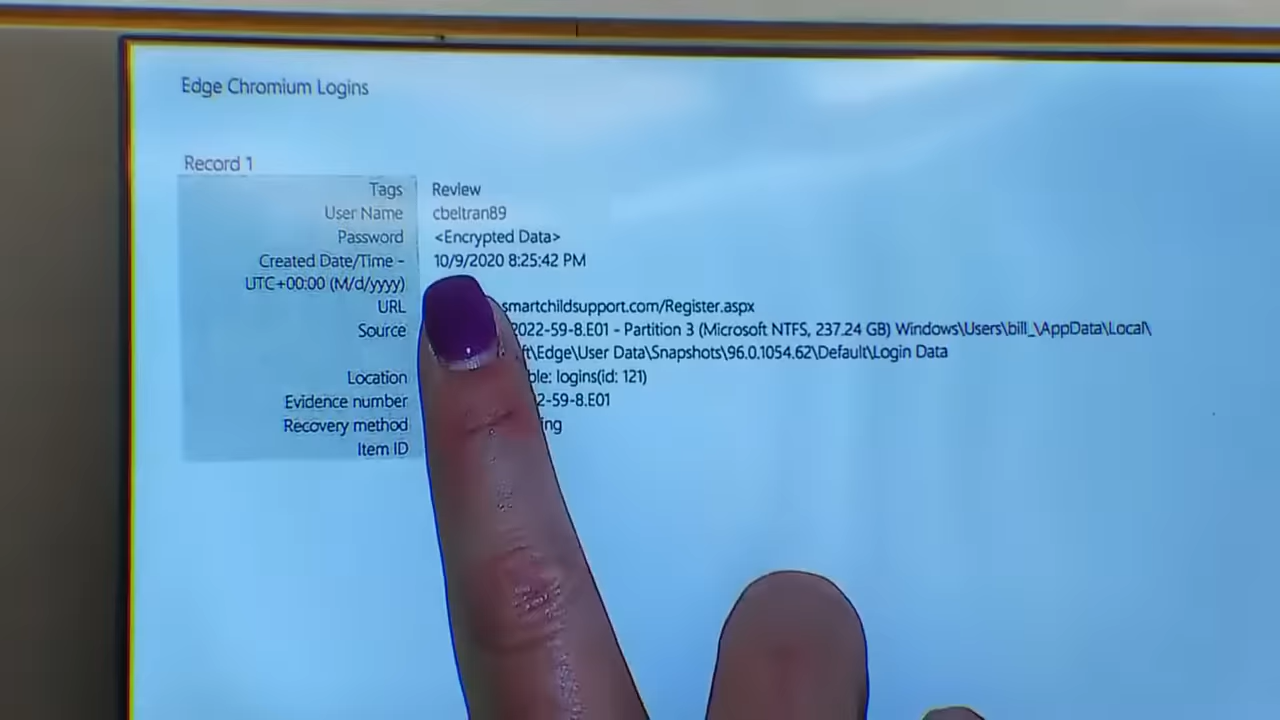 Edge Chromium Logins
Record 1
Tags Review
User Name cbeltran89
Password <Encrypted Data>
Created Date/Time - 10/9/2020 8:25:42 PM
UTC+00:00 (M/d/yyyy)
URL smartchildsupport.com/Register.aspx
Source 2022-59-8.E01 - Partition 3 (Microsoft NTFS, 237.24 GB) Windows\Users\bill_\AppData\Local\
\Edge\User Data\Snapshots\96.0.1054.62\Default\Login Data
Location logins(id: 121)
Evidence number 2-59-8.E01
Recovery method
Item ID